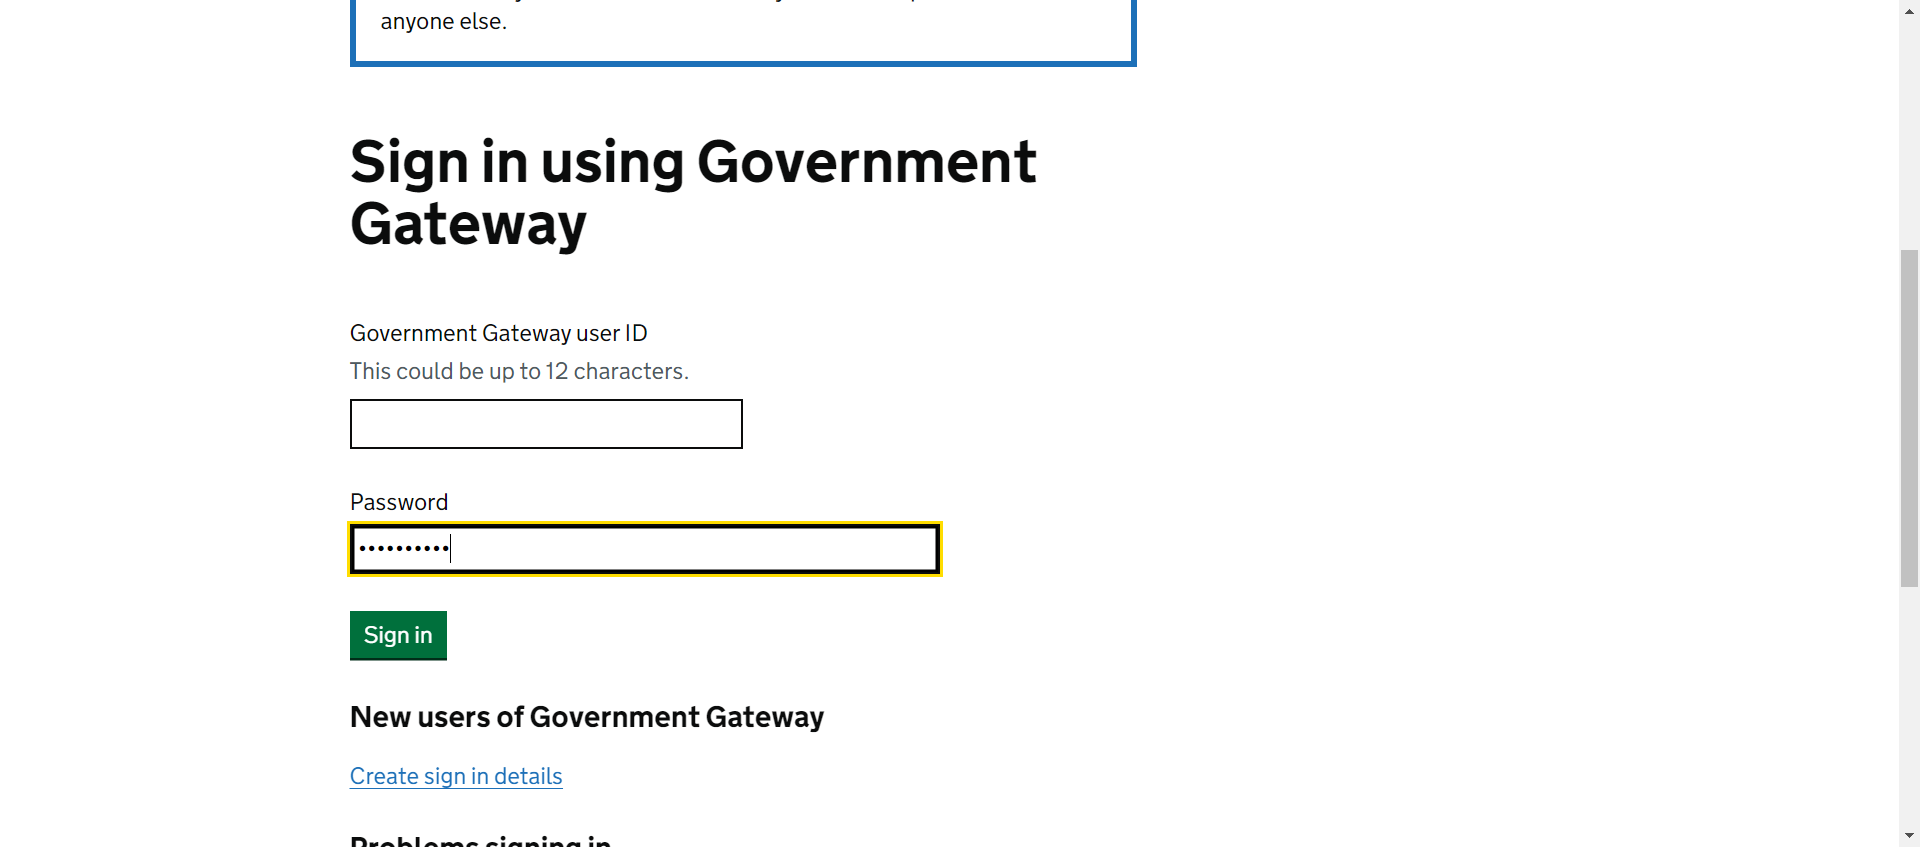 anyone else.
Sign in using Government
Gateway
Government Gateway user ID
This could be up to 12 characters.
Password
••••••••••
Sign in
New users of Government Gateway
Create sign in details
Problems signing in